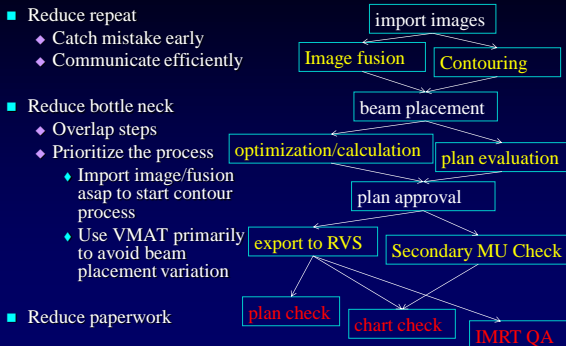 Reduce repeat
Catch mistake early
Communicate efficiently
Reduce bottle neck
Overlap steps
Prioritize the process
Import image/fusion
asap to start contour
process
Use VMAT primarily
to avoid beam
placement variation
Reduce paperwork
import images
Image fusion
Contouring
beam placement
optimization/calculation
plan evaluation
plan approval
export to RVS
Secondary MU Check
plan check
chart check
IMRT QA